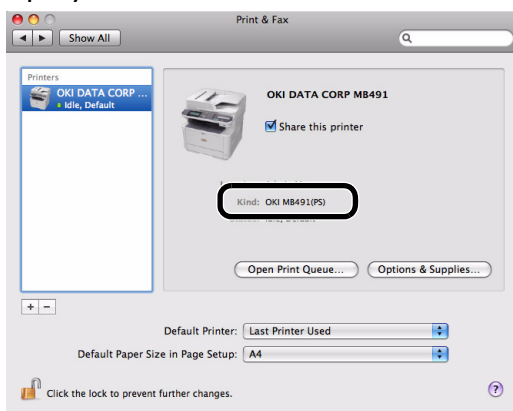 Print & Fax
Show All
Printers
OKI DATA CORP ...
Idle, Default
OKI DATA CORP MB491
Share this printer
Kind: OKI MB491(PS)
Open Print Queue...
Options & Supplies...
+ -
Default Printer: Last Printer Used
Default Paper Size in Page Setup: A4
Click the lock to prevent further changes.
?